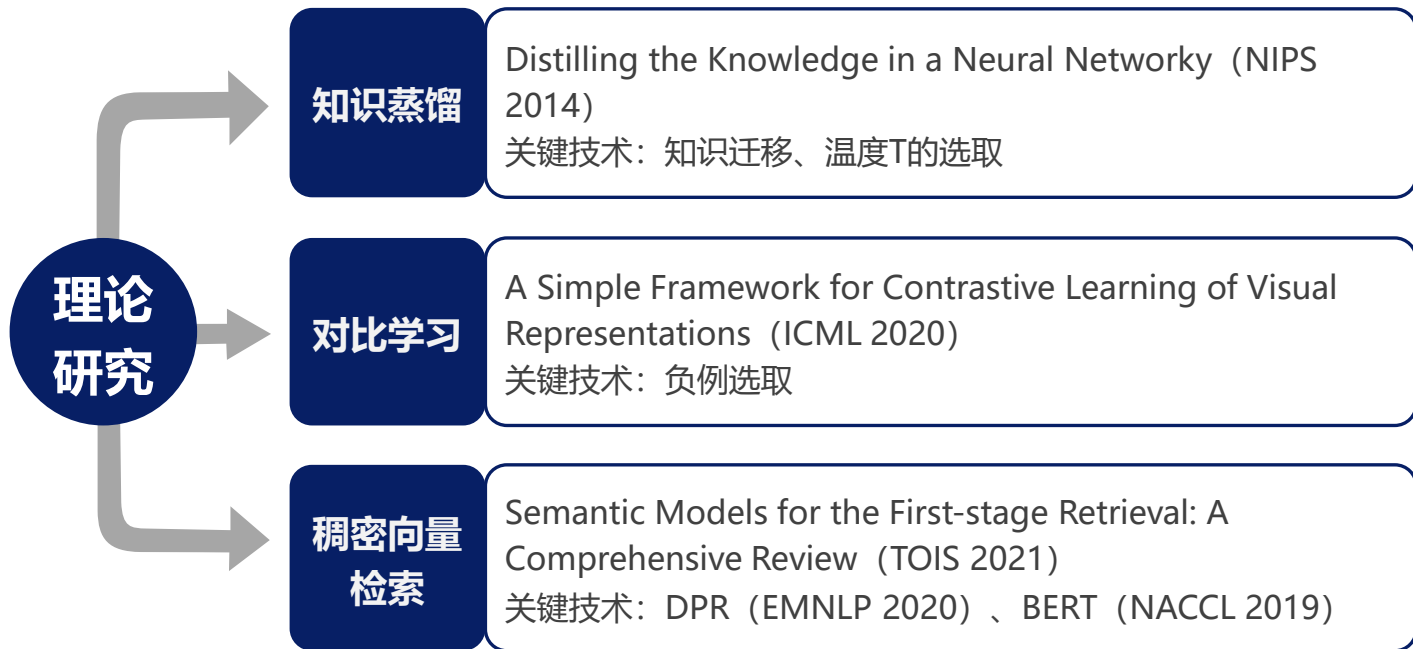 理论
研究
知识蒸馏
Distilling the Knowledge in a Neural Networky（NIPS
2014）
关键技术：知识迁移、温度T的选取
对比学习
A Simple Framework for Contrastive Learning of Visual
Representations（ICML 2020）
关键技术：负例选取
稠密向量
检索
Semantic Models for the First-stage Retrieval: A
Comprehensive Review（TOIS 2021）
关键技术：DPR（EMNLP 2020）、BERT（NACCL 2019）